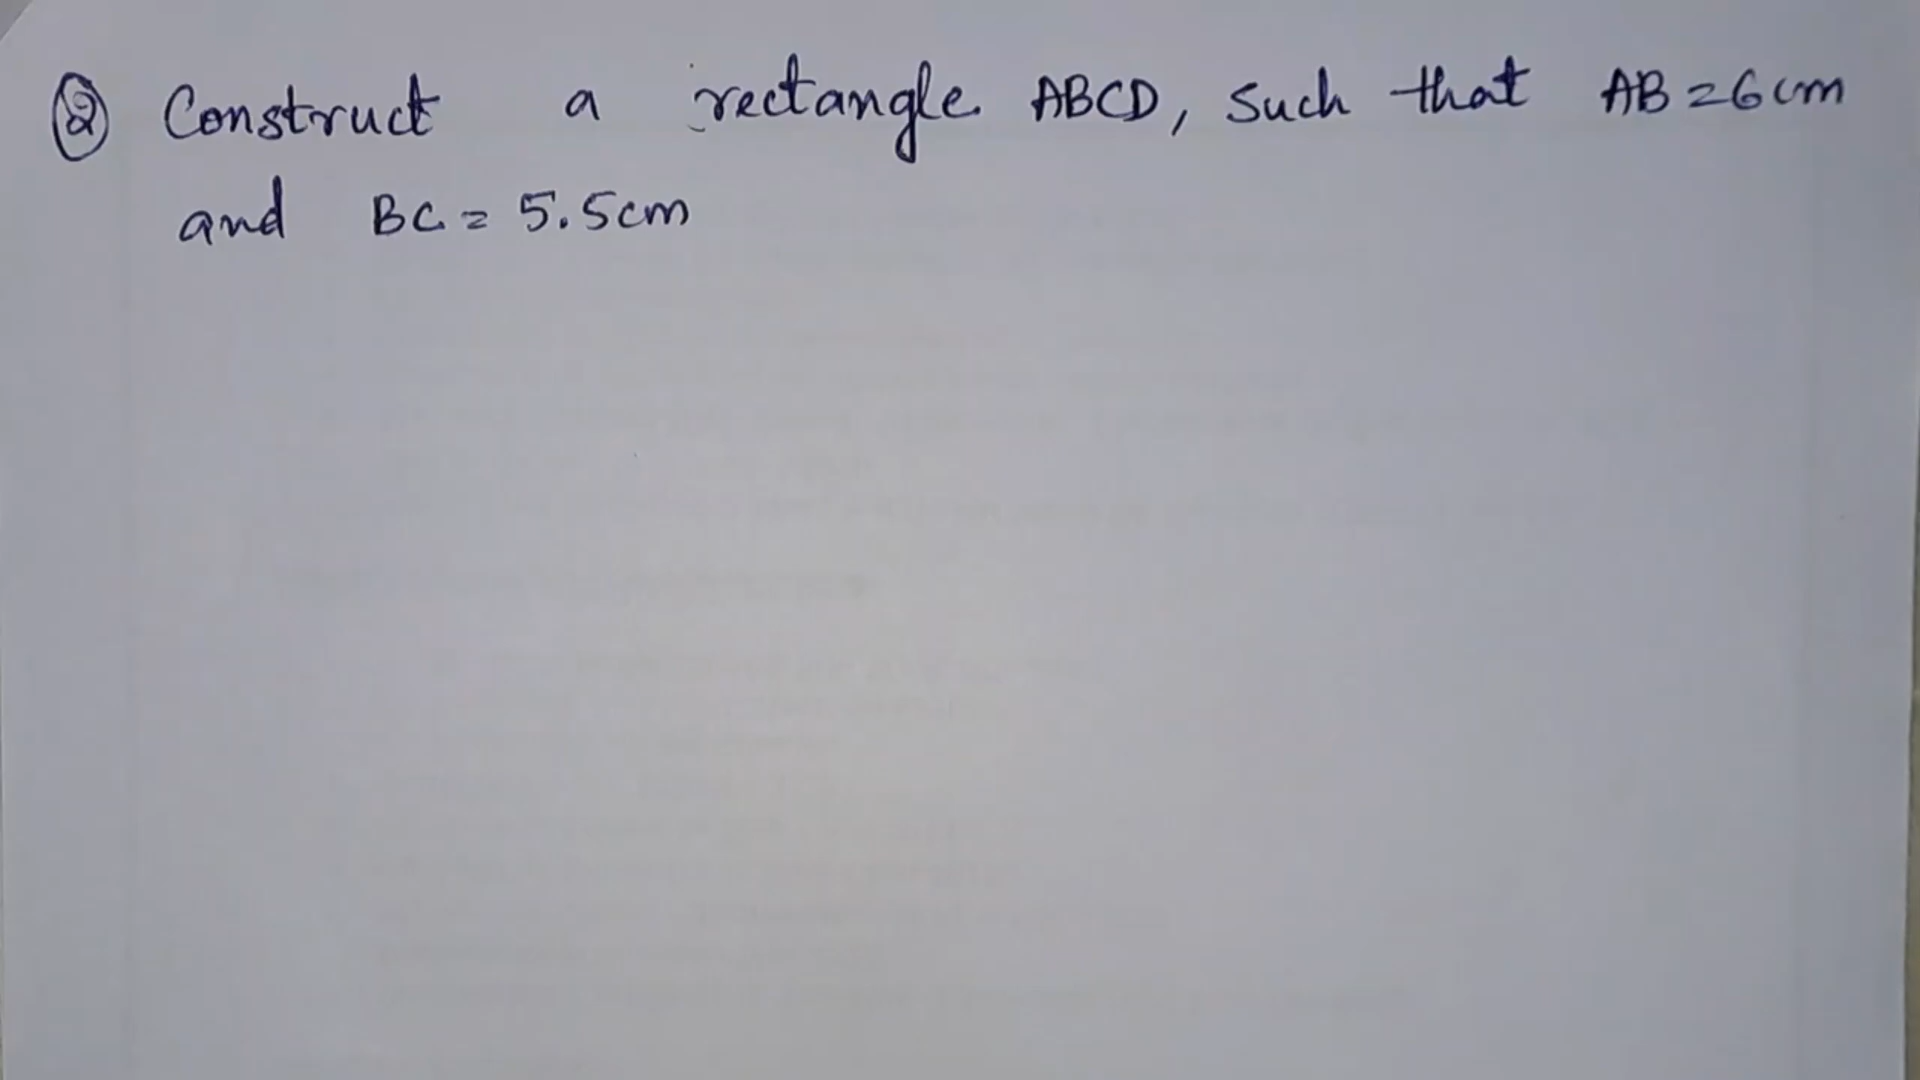 ② Construct a rectangle ABCD, such that AB = 6cm
and BC = 5.5cm